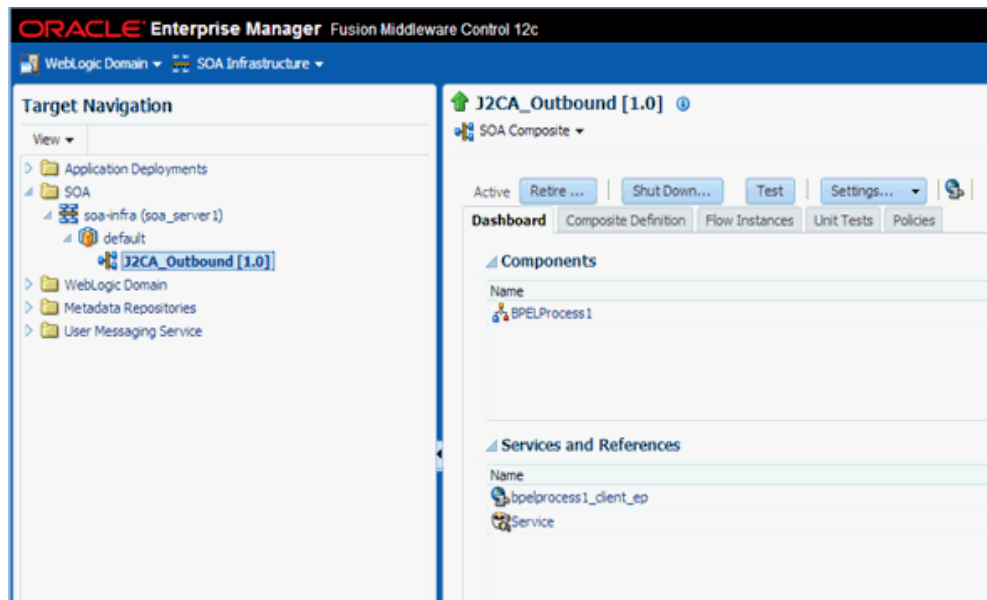 ORACLE Enterprise Manager Fusion Middleware Control 12c
WebLogic Domain SOA Infrastructure
Target Navigation
View
Application Deployments
SOA
soa-infra (soa_server1)
default
J2CA_Outbound [1.0]
WebLogic Domain
Metadata Repositories
User Messaging Service
J2CA_Outbound [1.0]
SOA Composite
Active Retire ... Shut Down... Test Settings...
Dashboard Composite Definition Flow Instances Unit Tests Policies
Components
Name
BPELProcess1
Services and References
Name
bpelprocess1_client_ep
Service